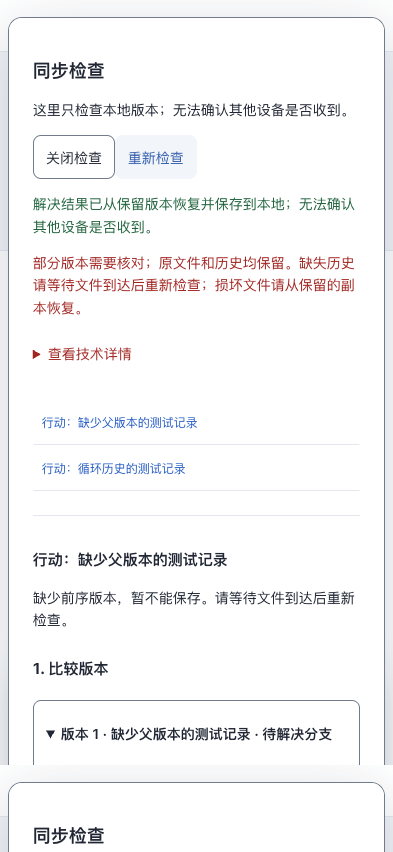 同步检查
这里只检查本地版本；无法确认其他设备是否收到。
关闭检查
重新检查
解决结果已从保留版本恢复并保存到本地；无法确认
其他设备是否收到。
部分版本需要核对；原文件和历史均保留。缺失历史
请等待文件到达后重新检查；损坏文件请从保留的副
本恢复。
▶ 查看技术详情
行动：缺少父版本的测试记录
行动：循环历史的测试记录
行动：缺少父版本的测试记录
缺少前序版本，暂不能保存。请等待文件到达后重新
检查。
1. 比较版本
▼ 版本 1 · 缺少父版本的测试记录 · 待解决分支
同步检查